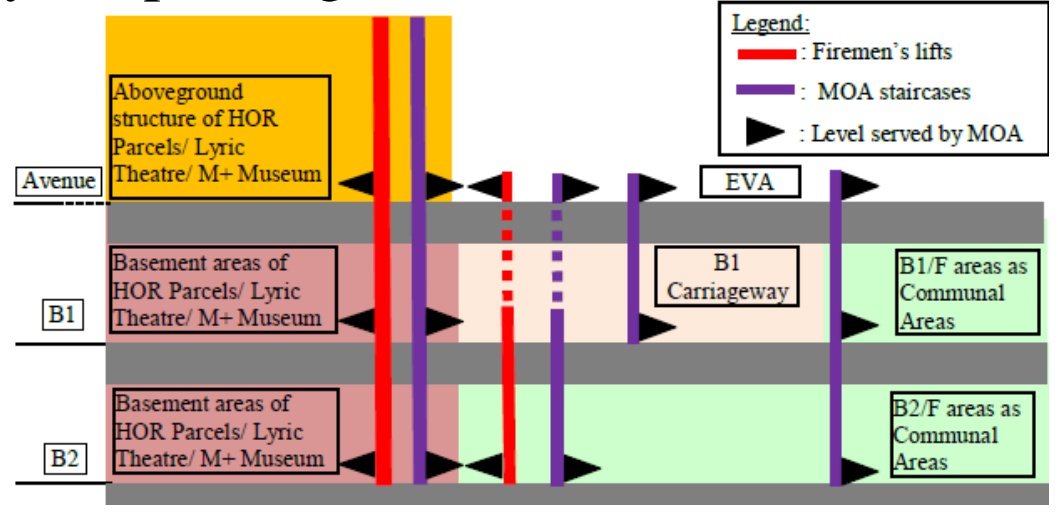 Legend:
: Firemen's lifts
: MOA staircases
: Level served by MOA
Aboveground
structure of HOR
Parcels/ Lyric
Theatre/ M+ Museum
Avenue
EVA
Basement areas of
HOR Parcels/ Lyric
Theatre/ M+ Museum
B1
B1
Carriageway
B1/F areas as
Communal
Areas
Basement areas of
HOR Parcels/ Lyric
Theatre/ M+ Museum
B2
B2/F areas as
Communal
Areas